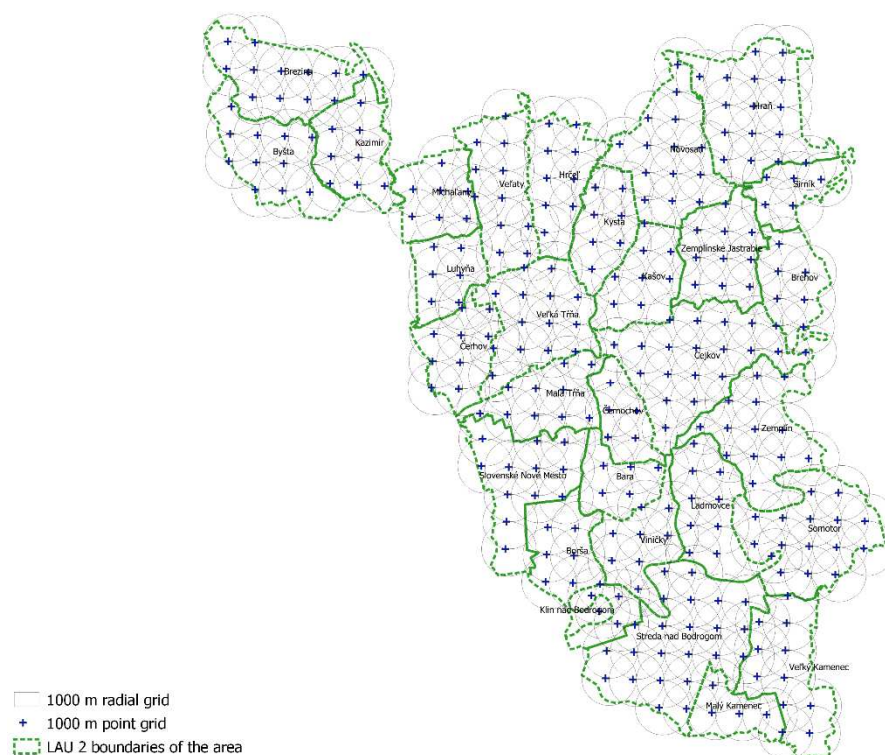 Brezina
Hraň
Kazimír
Byšta
Novosad
Hrčeľ
Veľaty
Sirník
Michaľany
Kysta
Zemplínske Jastrabie
Luhyňa
Kašov
Breňov
Veľká Tŕňa
Čerhov
Cejkov
Malá Tŕňa
Černochov
Zemplín
Slovenské Nové Mesto
Bara
Ladmovce
Somotor
Viničky
Borša
Klin nad Bodrogom
Streda nad Bodrogom
Veľký Kamenec
Malý Kamenec
1000 m radial grid
1000 m point grid
LAU 2 boundaries of the area